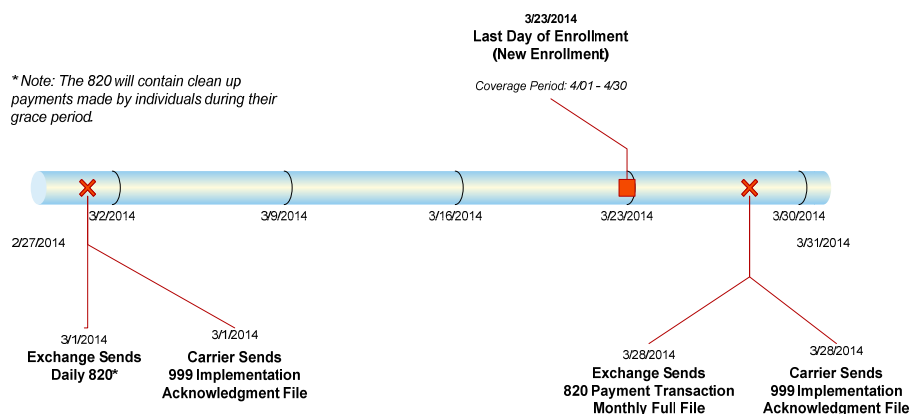 3/23/2014
Last Day of Enrollment
(New Enrollment)
Coverage Period: 4/01 - 4/30
* Note: The 820 will contain clean up
payments made by individuals during their
grace period.
3/2/2014
3/9/2014
3/16/2014
3/23/2014
3/30/2014
2/27/2014
3/31/2014
3/1/2014
Exchange Sends
Daily 820*
3/1/2014
Carrier Sends
999 Implementation
Acknowledgment File
3/28/2014
Exchange Sends
820 Payment Transaction
Monthly Full File
3/28/2014
Carrier Sends
999 Implementation
Acknowledgment File